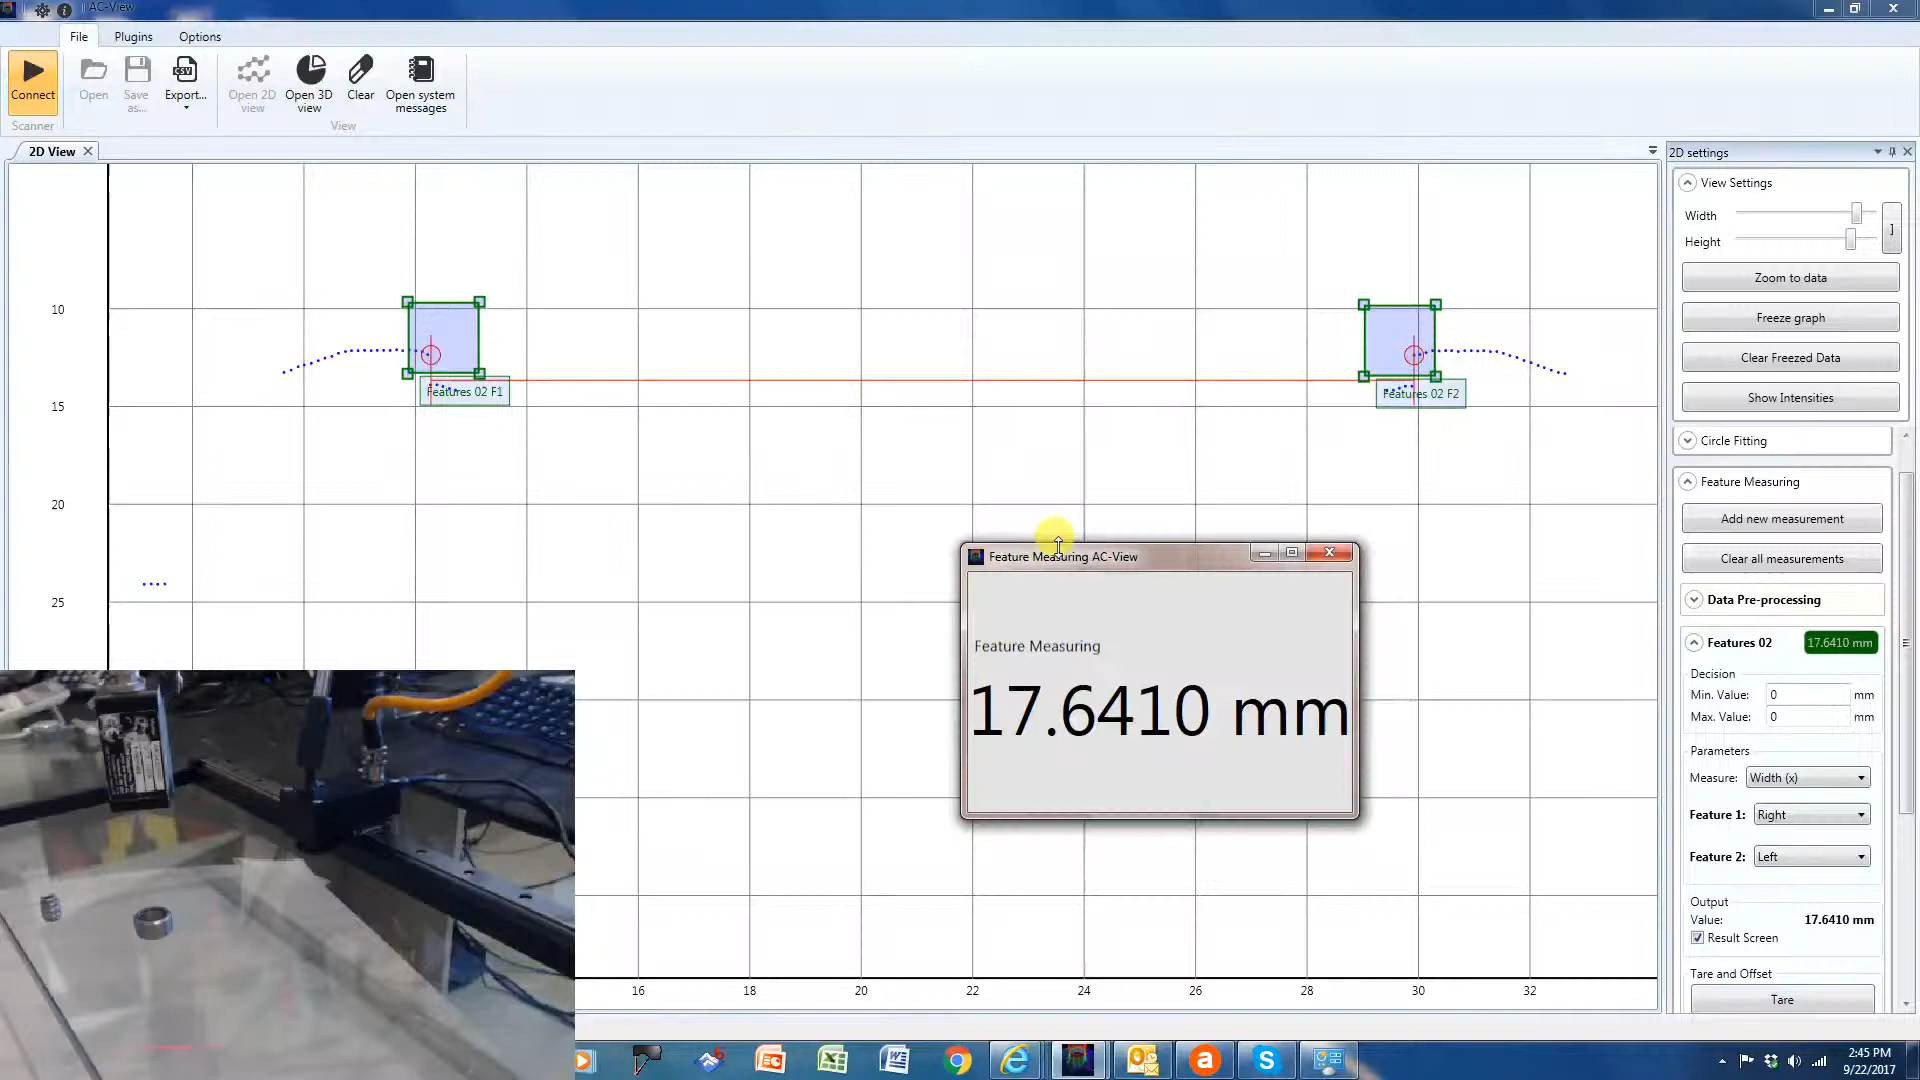 AC-View
File Plugins Options
Connect
Open
Save as...
Export...
Open 2D view
Open 3D view
Clear
Open system messages
Scanner
View
2D View
2D settings
View Settings
Width
Height
Zoom to data
Freeze graph
Clear Freezed Data
Show Intensities
Circle Fitting
Feature Measuring
Add new measurement
Clear all measurements
Data Pre-processing
Features 02 17.6410 mm
Decision
Min. Value: 0 mm
Max. Value: 0 mm
Parameters
Measure: Width (x)
Feature 1: Right
Feature 2: Left
Output
Value: 17.6410 mm
Result Screen
Tare and Offset
Tare
10
15
20
25
Features 02 F1
Features 02 F2
Feature Measuring AC-View
Feature Measuring
17.6410 mm
16 18 20 22 24 26 28 30 32
2:45 PM
9/22/2017